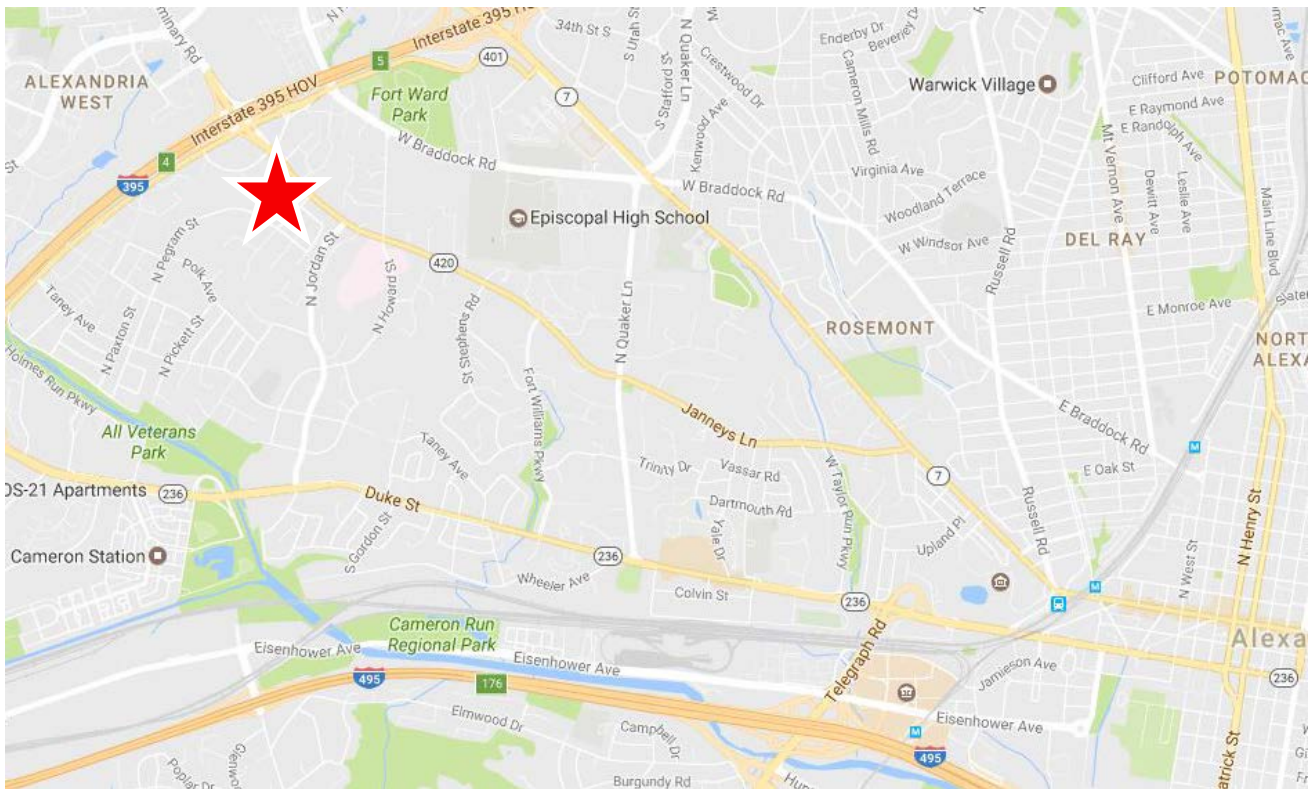 ALEXANDRIA
WEST
Interstate 395 HOV
5
401
34th St S
S Utah St
N Quaker Ln
Crestwood Dr
Enderby Dr
Cameron Mills Rd
Warwick Village
Clifford Ave
POTOMAC
E Raymond Ave
Interstate 395 HOV
Fort Ward
Park
7
S Stafford St
Kenwood Ave
4
395
W Braddock Rd
W Braddock Rd
Virginia Ave
Woodland Terrace
Mt Vernon Ave
Dewitt Ave
Leslie Ave
Main Line Blvd
Episcopal High School
W Windsor Ave
Russell Rd
DEL RAY
N Pegram St
Polk Ave
N Jordan St
N Howard St
420
Taney Ave
N Paxton St
N Pickett St
St Stephens Rd
N Quaker Ln
ROSEMONT
E Monroe Ave
Holmes Run Pkwy
Fort Williams Pkwy
Janneys Ln
E Braddock Rd
M
All Veterans
Park
Taney Ave
Trinity Dr
Vassar Rd
W Taylor Run Pkwy
7
E Oak St
OS-21 Apartments
236
Duke St
Dartmouth Rd
Yale Dr
Russell Rd
N Henry St
Cameron Station
S Gordon St
236
Upland Pl
N West St
Wheeler Ave
Colvin St
236
M
Cameron Run
Regional Park
Telegraph Rd
Alexa
Eisenhower Ave
Eisenhower Ave
Jamieson Ave
236
495
176
Elmwood Dr
Campbell Dr
Eisenhower Ave
M
495
Burgundy Rd